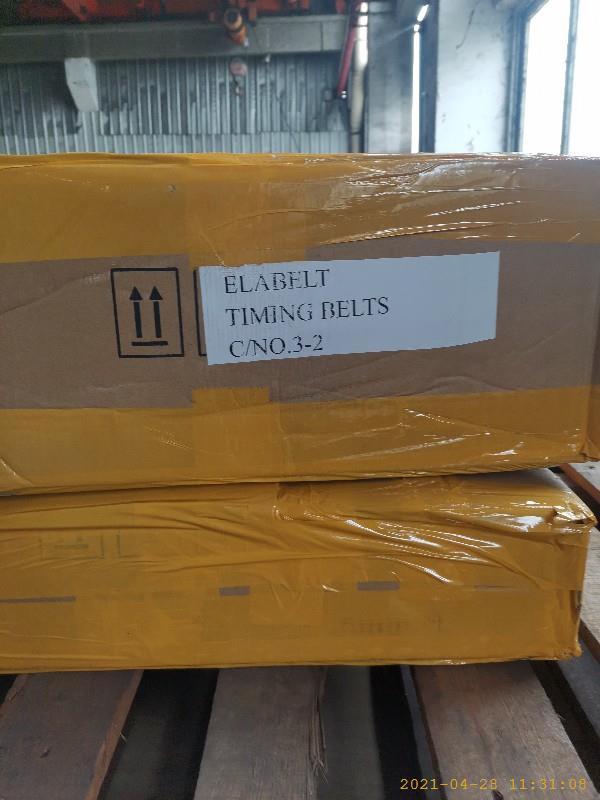 ELABELT
TIMING BELTS
C/NO.3-2
2021-04-28 11:31:08